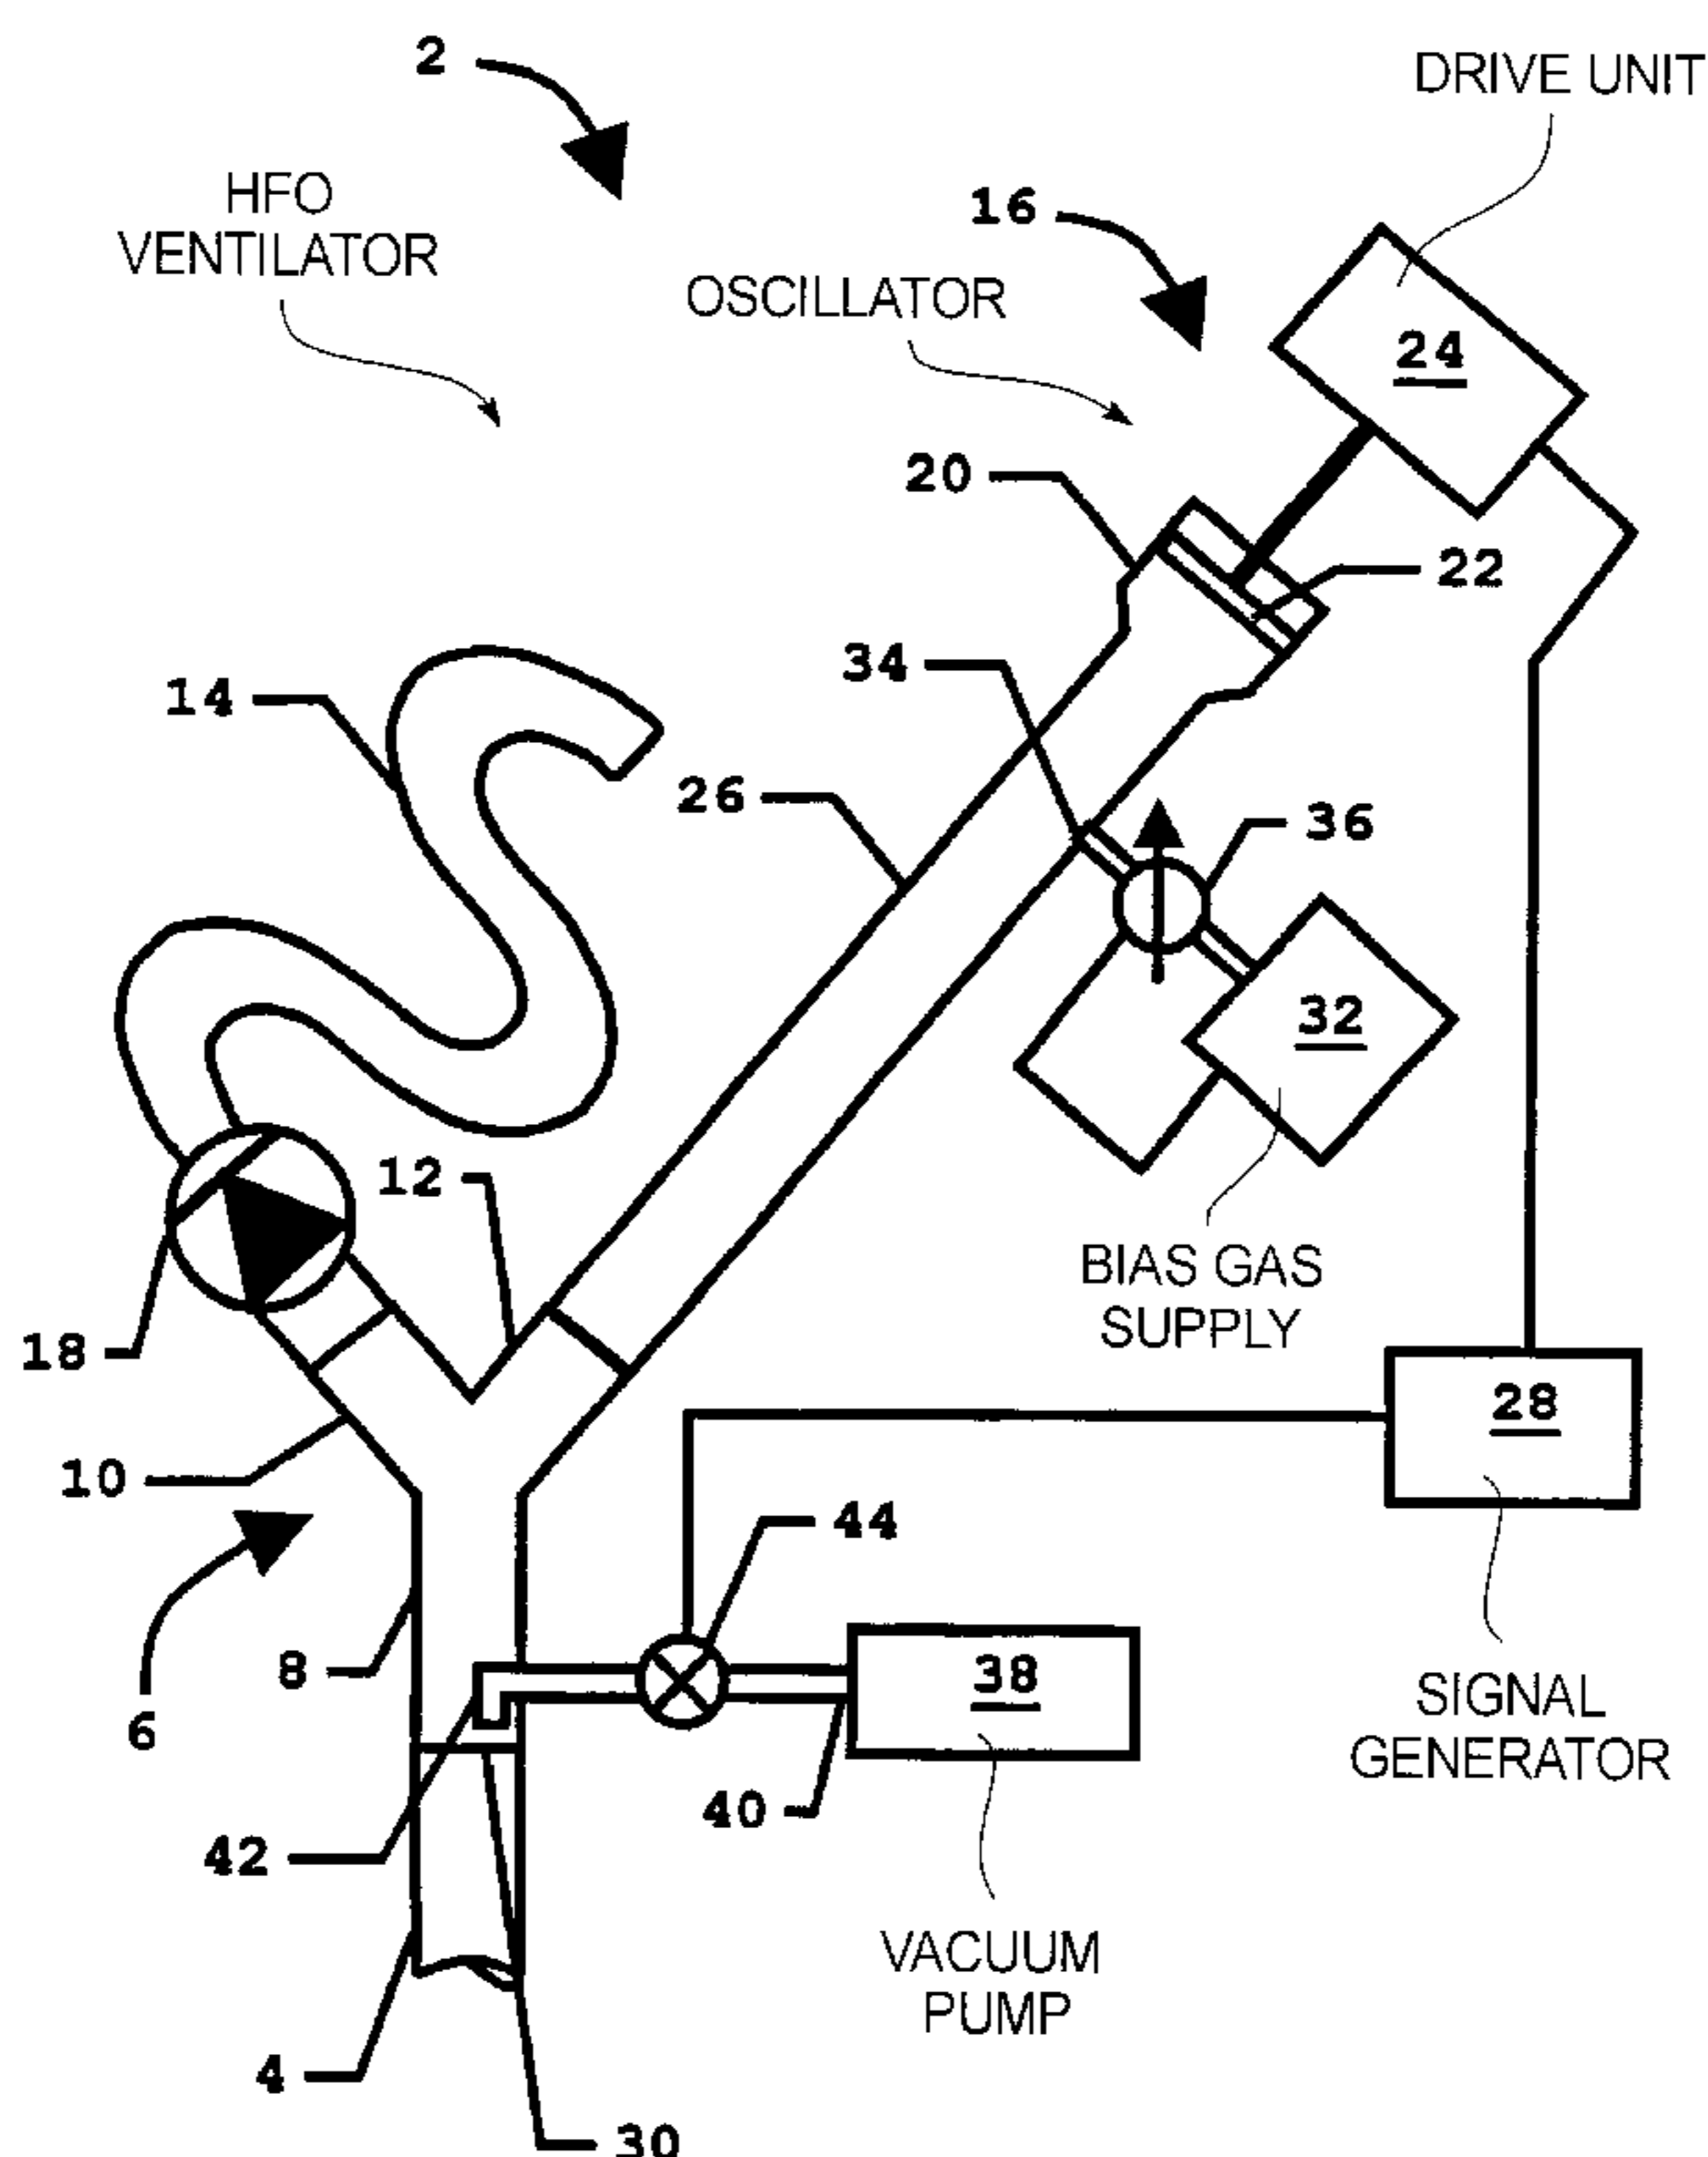 2
DRIVE UNIT
HFO
VENTILATOR
16
OSCILLATOR
24
20
22
34
14
26
36
32
12
BIAS GAS
SUPPLY
18
28
10
44
8
38
6
SIGNAL
GENERATOR
40
42
VACUUM
PUMP
4
30